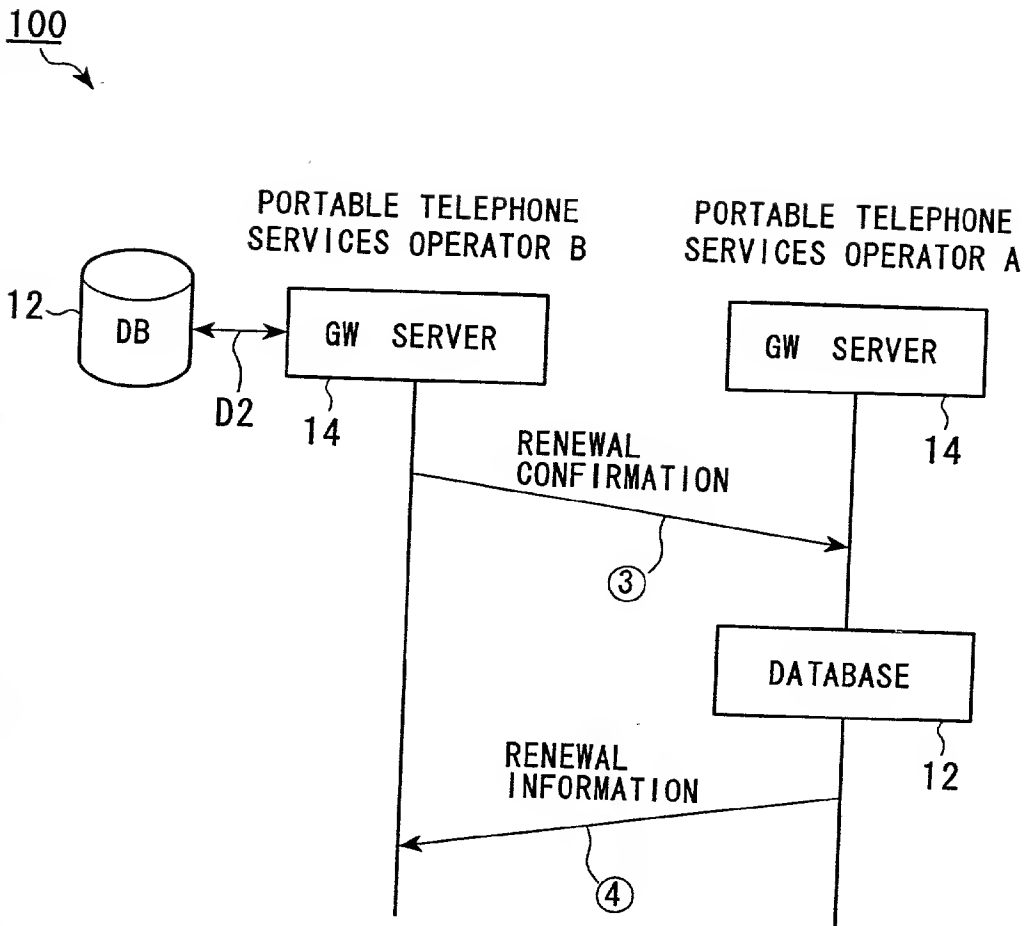 100
PORTABLE TELEPHONE
SERVICES OPERATOR B
PORTABLE TELEPHONE
SERVICES OPERATOR A
12
DB
D2
GW SERVER
14
GW SERVER
14
RENEWAL
CONFIRMATION
③
DATABASE
12
RENEWAL
INFORMATION
④